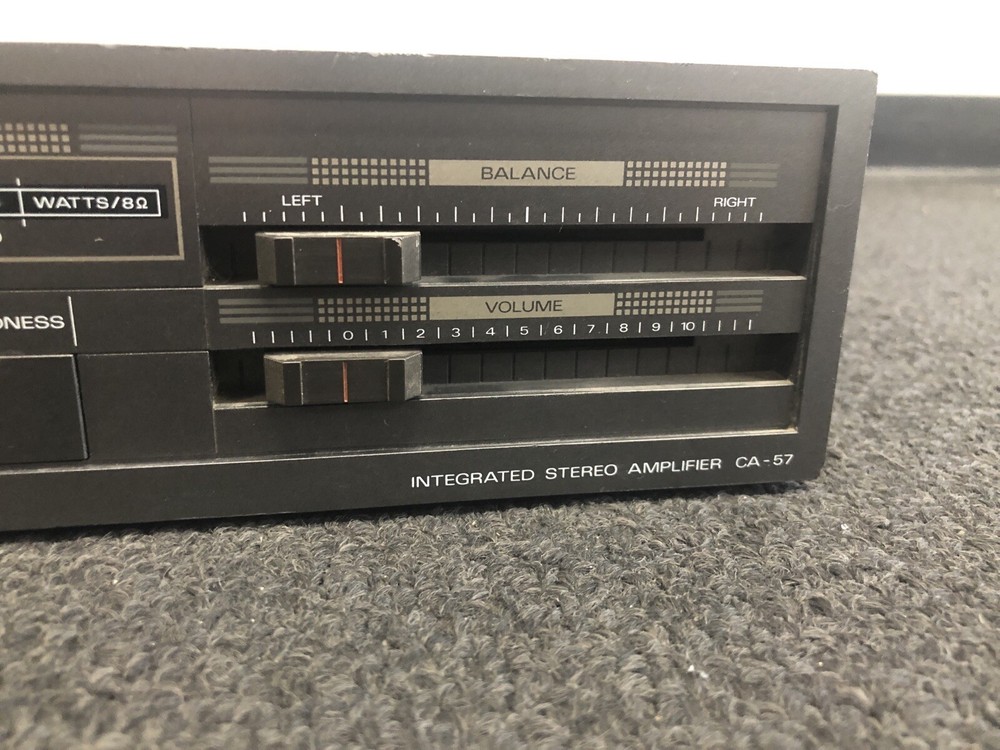 BALANCE
LEFT RIGHT
WATTS/8Ω
VOLUME
0 1 2 3 4 5 6 7 8 9 10
ONESS
INTEGRATED STEREO AMPLIFIER CA-57